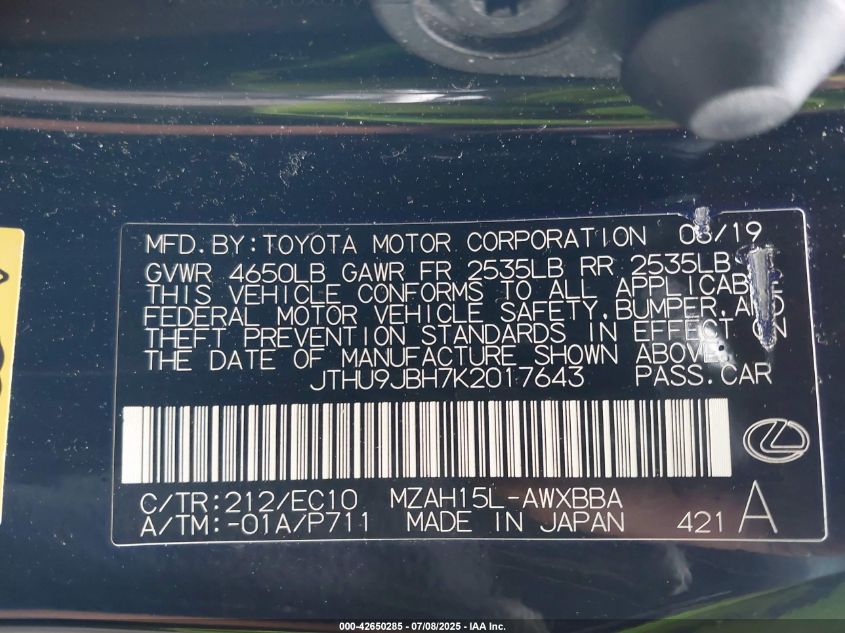 MFD.BY:TOYOTA MOTOR CORPORATION 06/19
GVWR 4650LB GAWR FR 2535LB RR 2535LB
THIS VEHICLE CONFORMS TO ALL APPLICABLE
FEDERAL MOTOR VEHICLE SAFETY,BUMPER,AND
THEFT PREVENTION STANDARDS IN EFFECT ON
THE DATE OF MANUFACTURE SHOWN ABOVE.
JTHU9JBH7K2017643 PASS.CAR
C/TR:212/EC10 MZAH15L-AWXBBA
A/TM:-01A/P711 MADE IN JAPAN 421 A
000-42650285 - 07/08/2025 - IAA Inc.